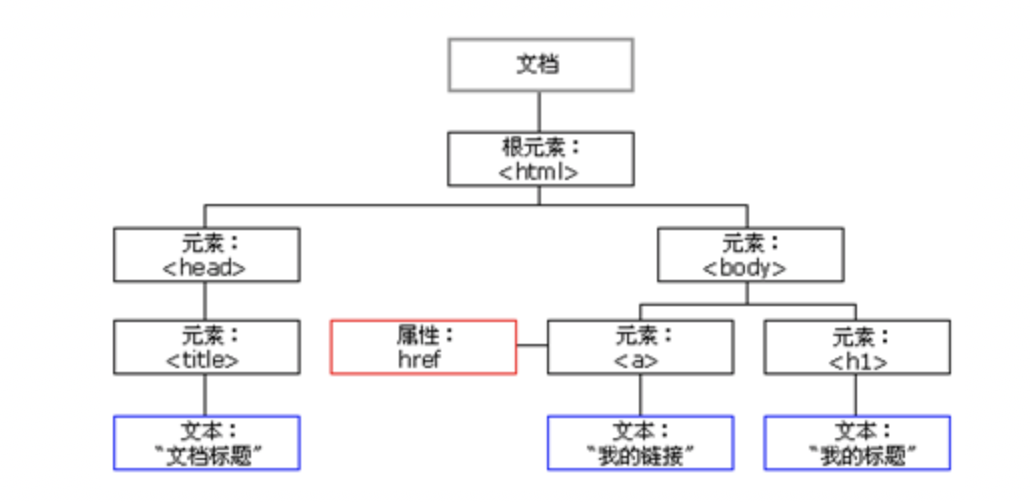 文档
根元素：
<html>
元素：
<head>
元素：
<body>
元素：
<title>
属性：
href
元素：
<a>
元素：
<h1>
文本：
“文档标题”
文本：
“我的链接”
文本：
“我的标题”